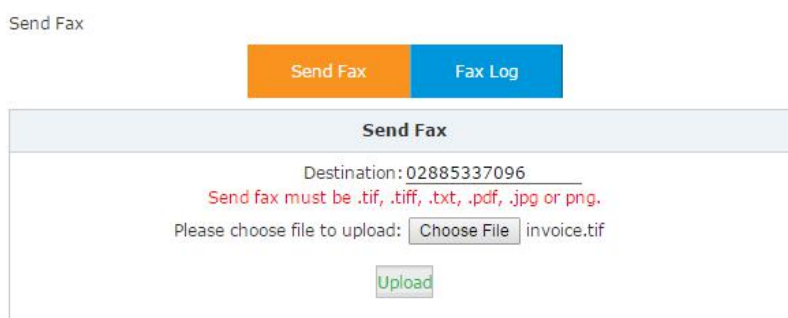 Send Fax
Send Fax Fax Log
Send Fax
Destination: 02885337096
Send fax must be .tif, .tiff, .txt, .pdf, .jpg or png.
Please choose file to upload: Choose File invoice.tif
Upload